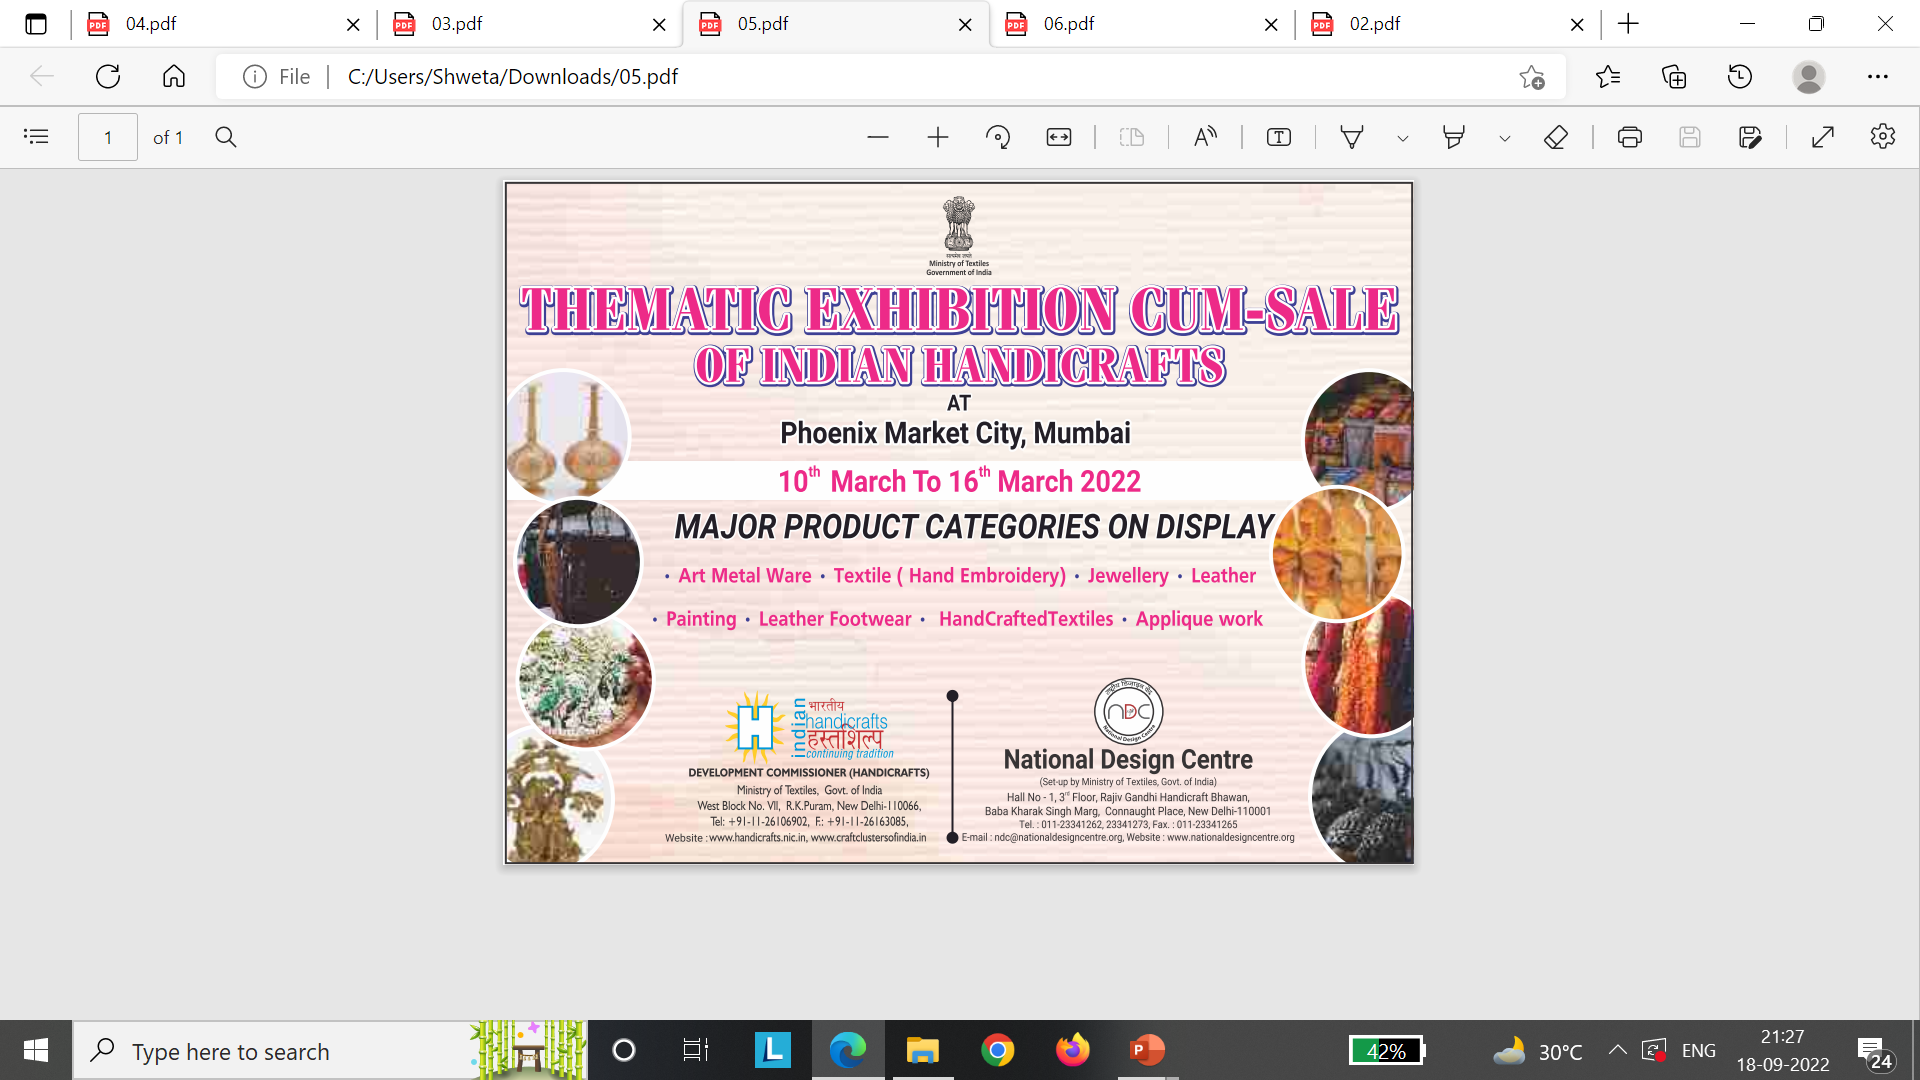 04.pdf
03.pdf
05.pdf
06.pdf
02.pdf
File
C:/Users/Shweta/Downloads/05.pdf
1 of 1
सत्यमेव जयते
Ministry of Textiles
Government of India
THEMATIC EXHIBITION CUM-SALE
OF INDIAN HANDICRAFTS
AT
Phoenix Market City, Mumbai
10th March To 16th March 2022
MAJOR PRODUCT CATEGORIES ON DISPLAY
· Art Metal Ware · Textile ( Hand Embroidery) · Jewellery · Leather
· Painting · Leather Footwear · HandCraftedTextiles · Applique work
H
indian
भारतीय
handicrafts
हस्तशिल्प
continuing tradition
DEVELOPMENT COMMISSIONER (HANDICRAFTS)
Ministry of Textiles, Govt. of India
West Block No. VII, R.K.Puram, New Delhi-110066,
Tel: +91-11-26106902, F.: +91-11-26163085,
Website :www.handicrafts.nic.in, www.craftclustersofindia.in
NDC
National Design Centre
National Design Centre
(Set-up by Ministry of Textiles, Govt. of India)
Hall No - 1, 3rd Floor, Rajiv Gandhi Handicraft Bhawan,
Baba Kharak Singh Marg, Connaught Place, New Delhi-110001
Tel. : 011-23341262, 23341273, Fax. : 011-23341265
E-mail : ndc@nationaldesigncentre.org, Website : www.nationaldesigncentre.org
Type here to search
42%
30°C
ENG
21:27
18-09-2022
24